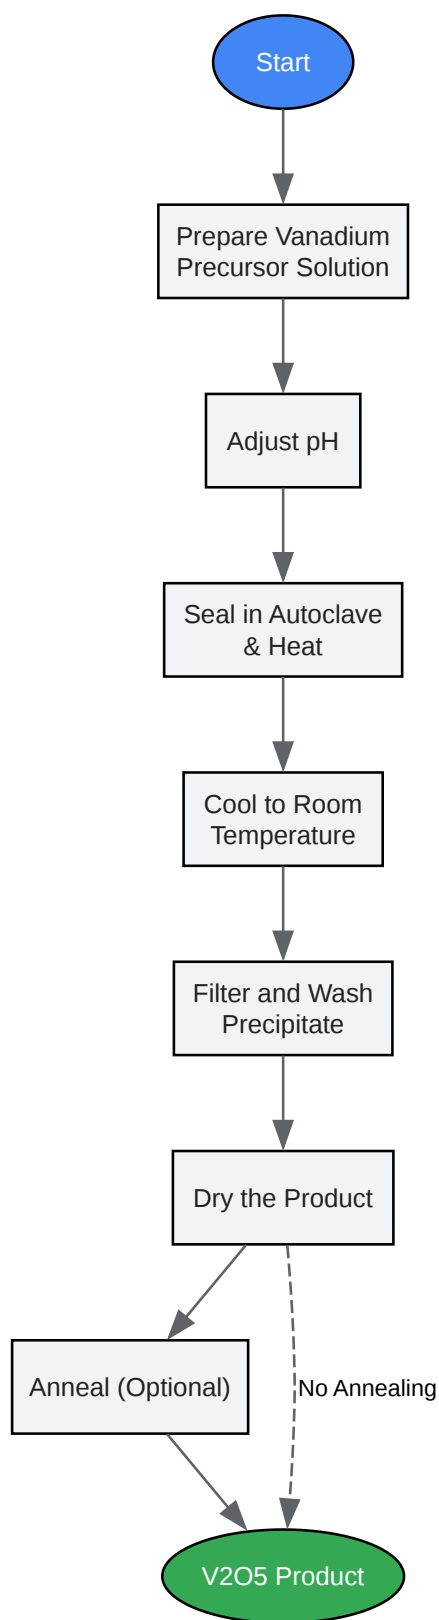 Start
Prepare Vanadium
Precursor Solution
Adjust pH
Seal in Autoclave
& Heat
Cool to Room
Temperature
Filter and Wash
Precipitate
Dry the Product
Anneal (Optional)
No Annealing
V2O5 Product